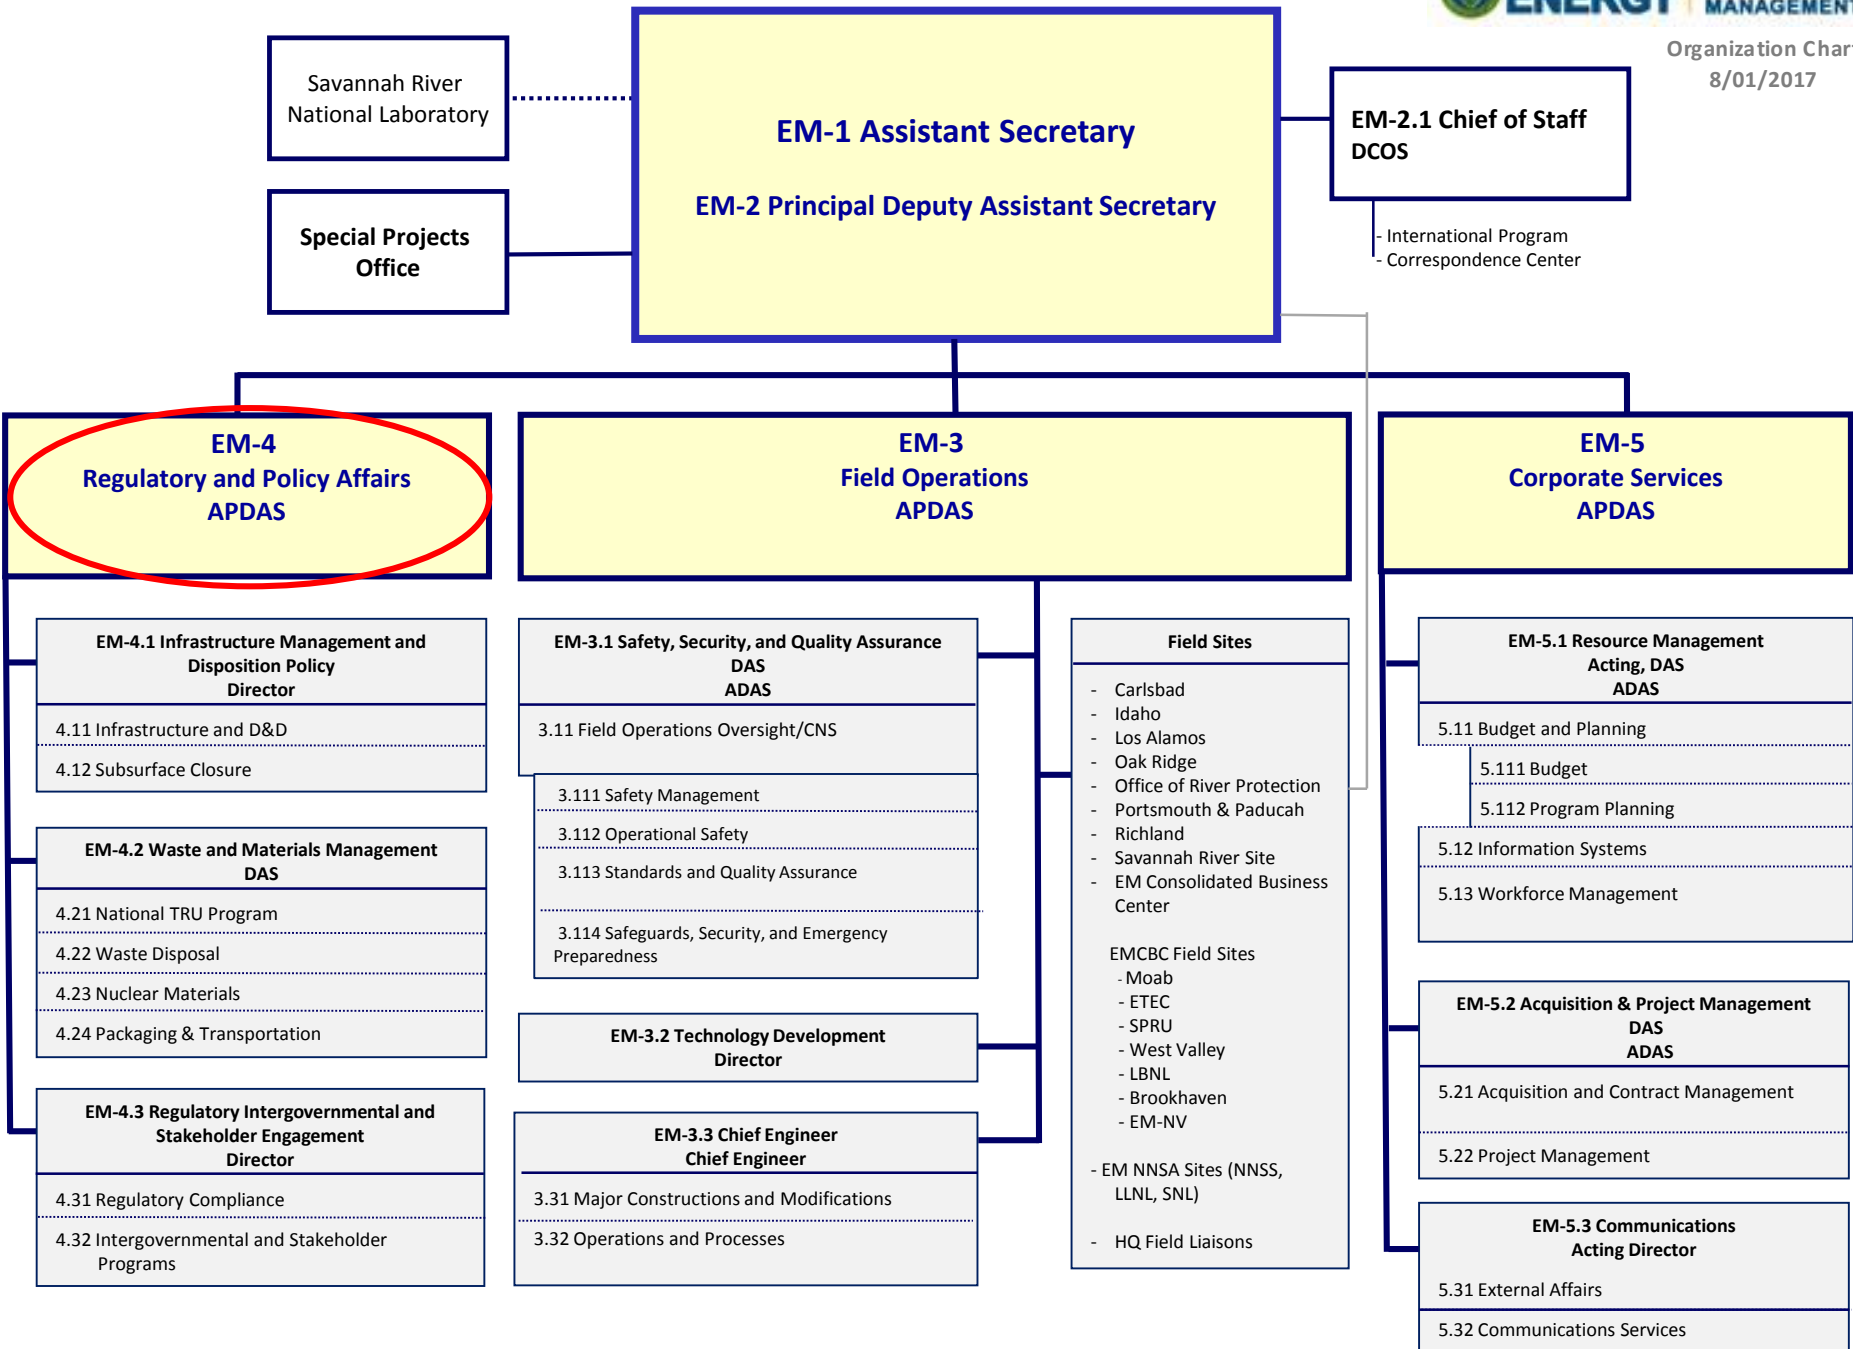 ENERGY
MANAGEMENT
Organization Chart
8/01/2017
Savannah River
National Laboratory
EM-1 Assistant Secretary
EM-2 Principal Deputy Assistant Secretary
EM-2.1 Chief of Staff
DCOS
Special Projects
Office
- International Program
- Correspondence Center
EM-4
Regulatory and Policy Affairs
APDAS
EM-3
Field Operations
APDAS
EM-5
Corporate Services
APDAS
EM-4.1 Infrastructure Management and
Disposition Policy
Director
4.11 Infrastructure and D&D
4.12 Subsurface Closure
EM-4.2 Waste and Materials Management
DAS
4.21 National TRU Program
4.22 Waste Disposal
4.23 Nuclear Materials
4.24 Packaging & Transportation
EM-4.3 Regulatory Intergovernmental and
Stakeholder Engagement
Director
4.31 Regulatory Compliance
4.32 Intergovernmental and Stakeholder
Programs
EM-3.1 Safety, Security, and Quality Assurance
DAS
ADAS
3.11 Field Operations Oversight/CNS
3.111 Safety Management
3.112 Operational Safety
3.113 Standards and Quality Assurance
3.114 Safeguards, Security, and Emergency
Preparedness
EM-3.2 Technology Development
Director
EM-3.3 Chief Engineer
Chief Engineer
3.31 Major Constructions and Modifications
3.32 Operations and Processes
Field Sites
- Carlsbad
- Idaho
- Los Alamos
- Oak Ridge
- Office of River Protection
- Portsmouth & Paducah
- Richland
- Savannah River Site
- EM Consolidated Business
Center
EMCBC Field Sites
- Moab
- ETEC
- SPRU
- West Valley
- LBNL
- Brookhaven
- EM-NV
- EM NNSA Sites (NNSS,
LLNL, SNL)
- HQ Field Liaisons
EM-5.1 Resource Management
Acting, DAS
ADAS
5.11 Budget and Planning
5.111 Budget
5.112 Program Planning
5.12 Information Systems
5.13 Workforce Management
EM-5.2 Acquisition & Project Management
DAS
ADAS
5.21 Acquisition and Contract Management
5.22 Project Management
EM-5.3 Communications
Acting Director
5.31 External Affairs
5.32 Communications Services